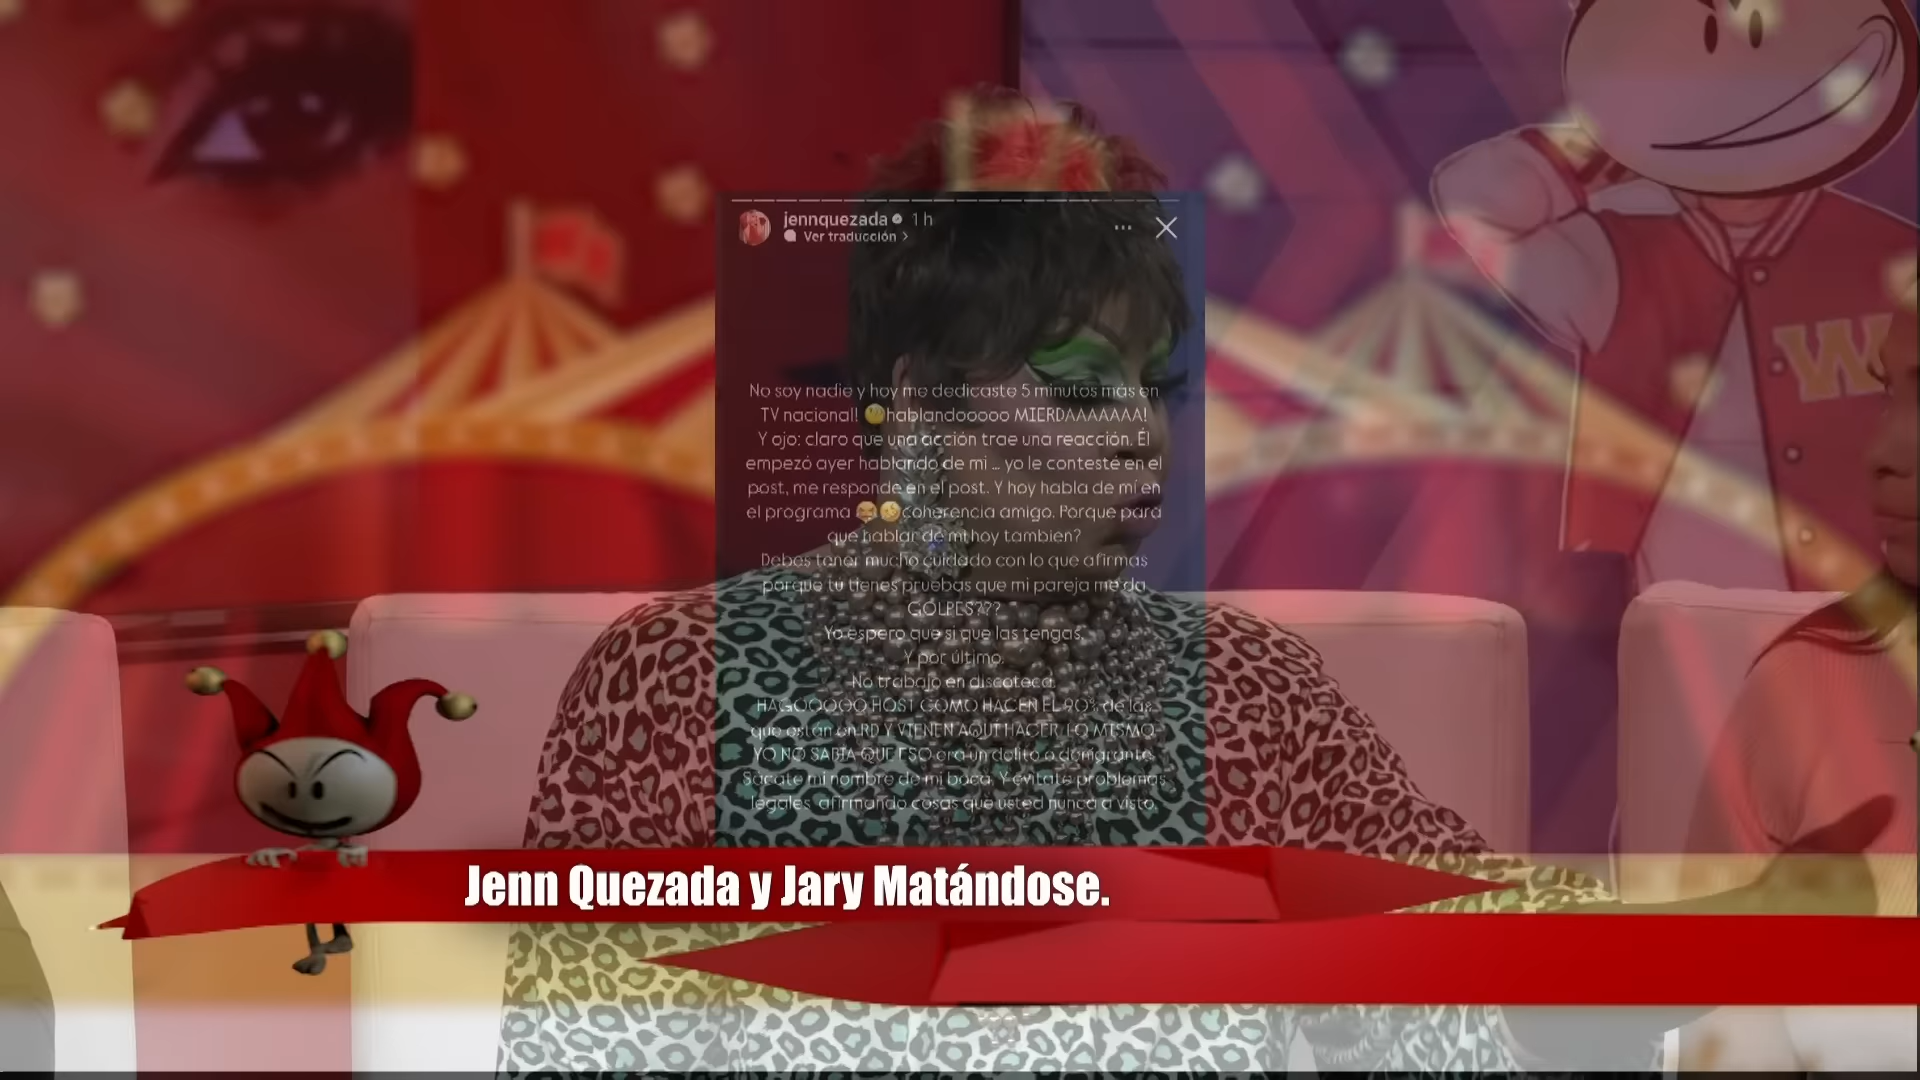 jennquezada 1 h
Ver traducción >
No soy nadie y hoy me dedicaste 5 minutos más en
TV nacional! 🤔hablandooooo MIERDAAAAAAA!
Y ojo: claro que una acción trae una reacción. Él
empezó ayer hablando de mi ... yo le contesté en el
post, me responde en el post. Y hoy habla de mí en
el programa 😝🤪coherencia amigo. Porque para
que hablar de mi hoy tambien?
Debes tener mucho cuidado con lo que afirmas
porque tú tienes pruebas que mi pareja me da
GOLPES???
Yo espero que si que las tengas.
Y por último.
No trabajo en discoteca.
HAGOOOOO HOST COMO HACEN EL 90% de las
que están en RD Y VIENEN AQUÍ HACER LO MISMO
YO NO SABÍA QUE ESO era un delito o denigrante.
Sácate mi nombre de mi boca. Y evítate problemas
legales afirmando cosas que usted nunca a visto.
W
Jenn Quezada y Jary Matándose.